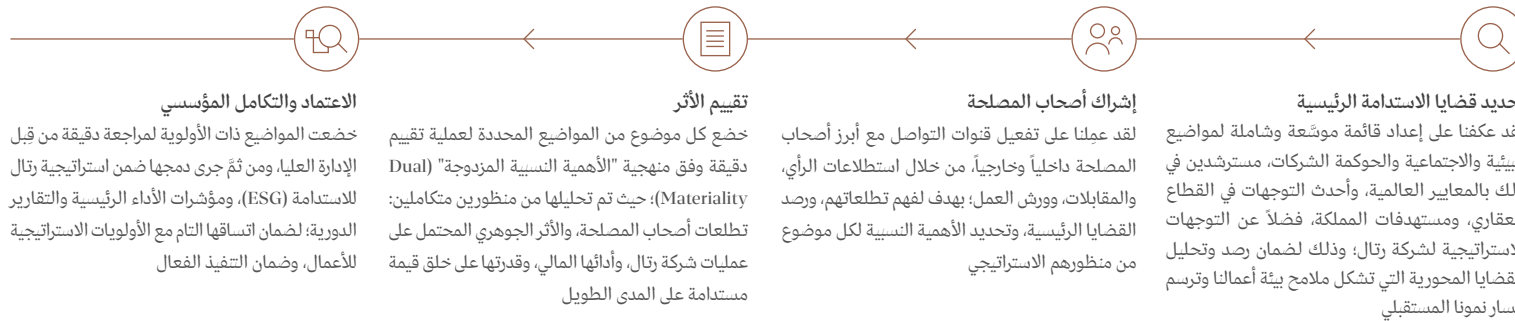 حديد قضايا الاستدامة الرئيسية
قد عكفنا على إعداد قائمة موسَّعة وشاملة لمواضيع
بيئية والاجتماعية والحوكمة الشركات، مسترشدين في
لك بالمعايير العالمية، وأحدث التوجهات في القطاع
عقاري، ومستهدفات المملكة، فضلاً عن التوجهات
لاستراتيجية لشركة رتال؛ وذلك لضمان رصد وتحليل
قضايا المحورية التي تشكل ملامح بيئة أعمالنا وترسم
سار نمونا المستقبلي
إشراك أصحاب المصلحة
لقد عمِلنا على تفعيل قنوات التواصل مع أبرز أصحاب
المصلحة داخلياً وخارجياً، من خلال استطلاعات الرأي،
والمقابلات، وورش العمل؛ بهدف لفهم تطلعاتهم، ورصد
القضايا الرئيسية، وتحديد الأهمية النسبية لكل موضوع
من منظورهم الاستراتيجي
تقييم الأثر
خضع كل موضوع من المواضيع المحددة لعملية تقييم
دقيقة وفق منهجية "الأهمية النسبية المزدوجة" (Dual
Materiality)؛ حيث تم تحليلها من منظورين متكاملين:
تطلعات أصحاب المصلحة، والأثر الجوهري المحتمل على
عمليات شركة رتال، وأدائها المالي، وقدرتها على خلق قيمة
مستدامة على المدى الطويل
الاعتماد والتكامل المؤسسي
خضعت المواضيع ذات الأولوية لمراجعة دقيقة من قِبل
الإدارة العليا، ومن ثمَّ جرى دمجها ضمن استراتيجية رتال
للاستدامة (ESG)، ومؤشرات الأداء الرئيسية والتقارير
الدورية؛ لضمان اتساقها التام مع الأولويات الاستراتيجية
للأعمال، وضمان التنفيذ الفعال